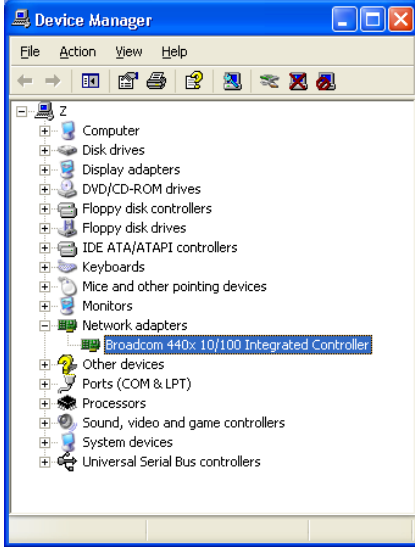 Device Manager
File Action View Help
Z
Computer
Disk drives
Display adapters
DVD/CD-ROM drives
Floppy disk controllers
Floppy disk drives
IDE ATA/ATAPI controllers
Keyboards
Mice and other pointing devices
Monitors
Network adapters
Broadcom 440x 10/100 Integrated Controller
Other devices
Ports (COM & LPT)
Processors
Sound, video and game controllers
System devices
Universal Serial Bus controllers